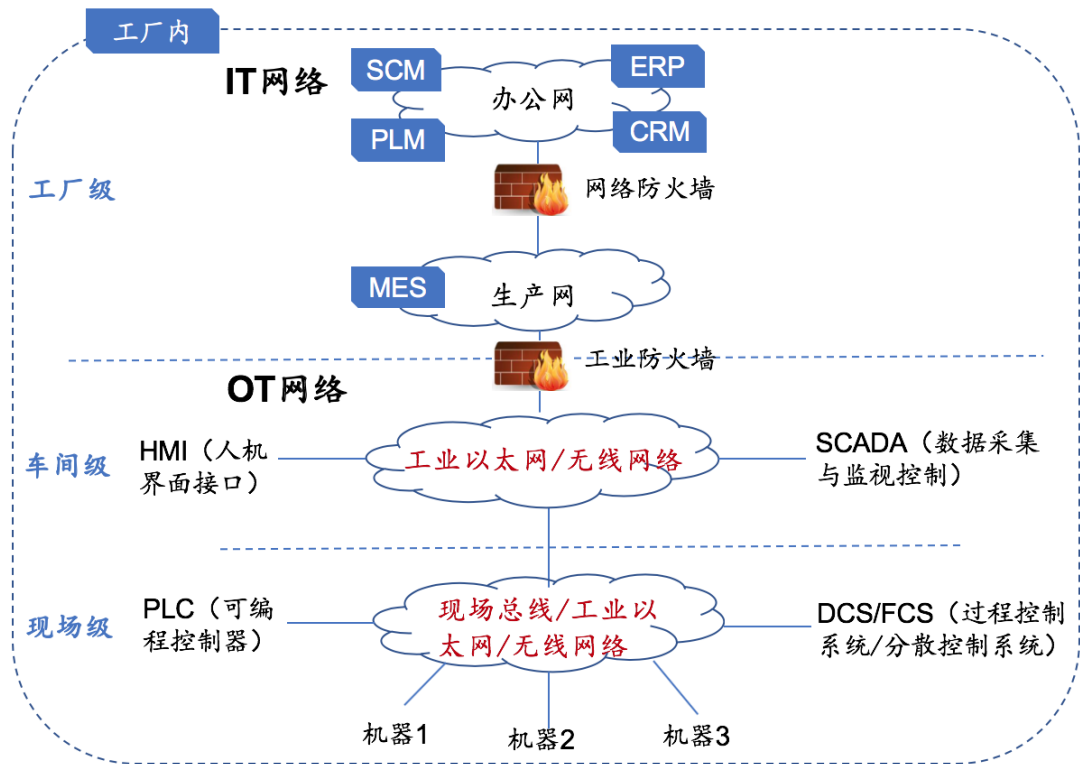 工厂内
IT网络
SCM
ERP
办公网
PLM
CRM
工厂级
网络防火墙
MES
生产网
工业防火墙
OT网络
车间级
HMI（人机
界面接口）
工业以太网/无线网络
SCADA（数据采集
与监视控制）
现场级
PLC（可编
程控制器）
现场总线/工业以
太网/无线网络
DCS/FCS（过程控制
系统/分散控制系统）
机器1
机器2
机器3